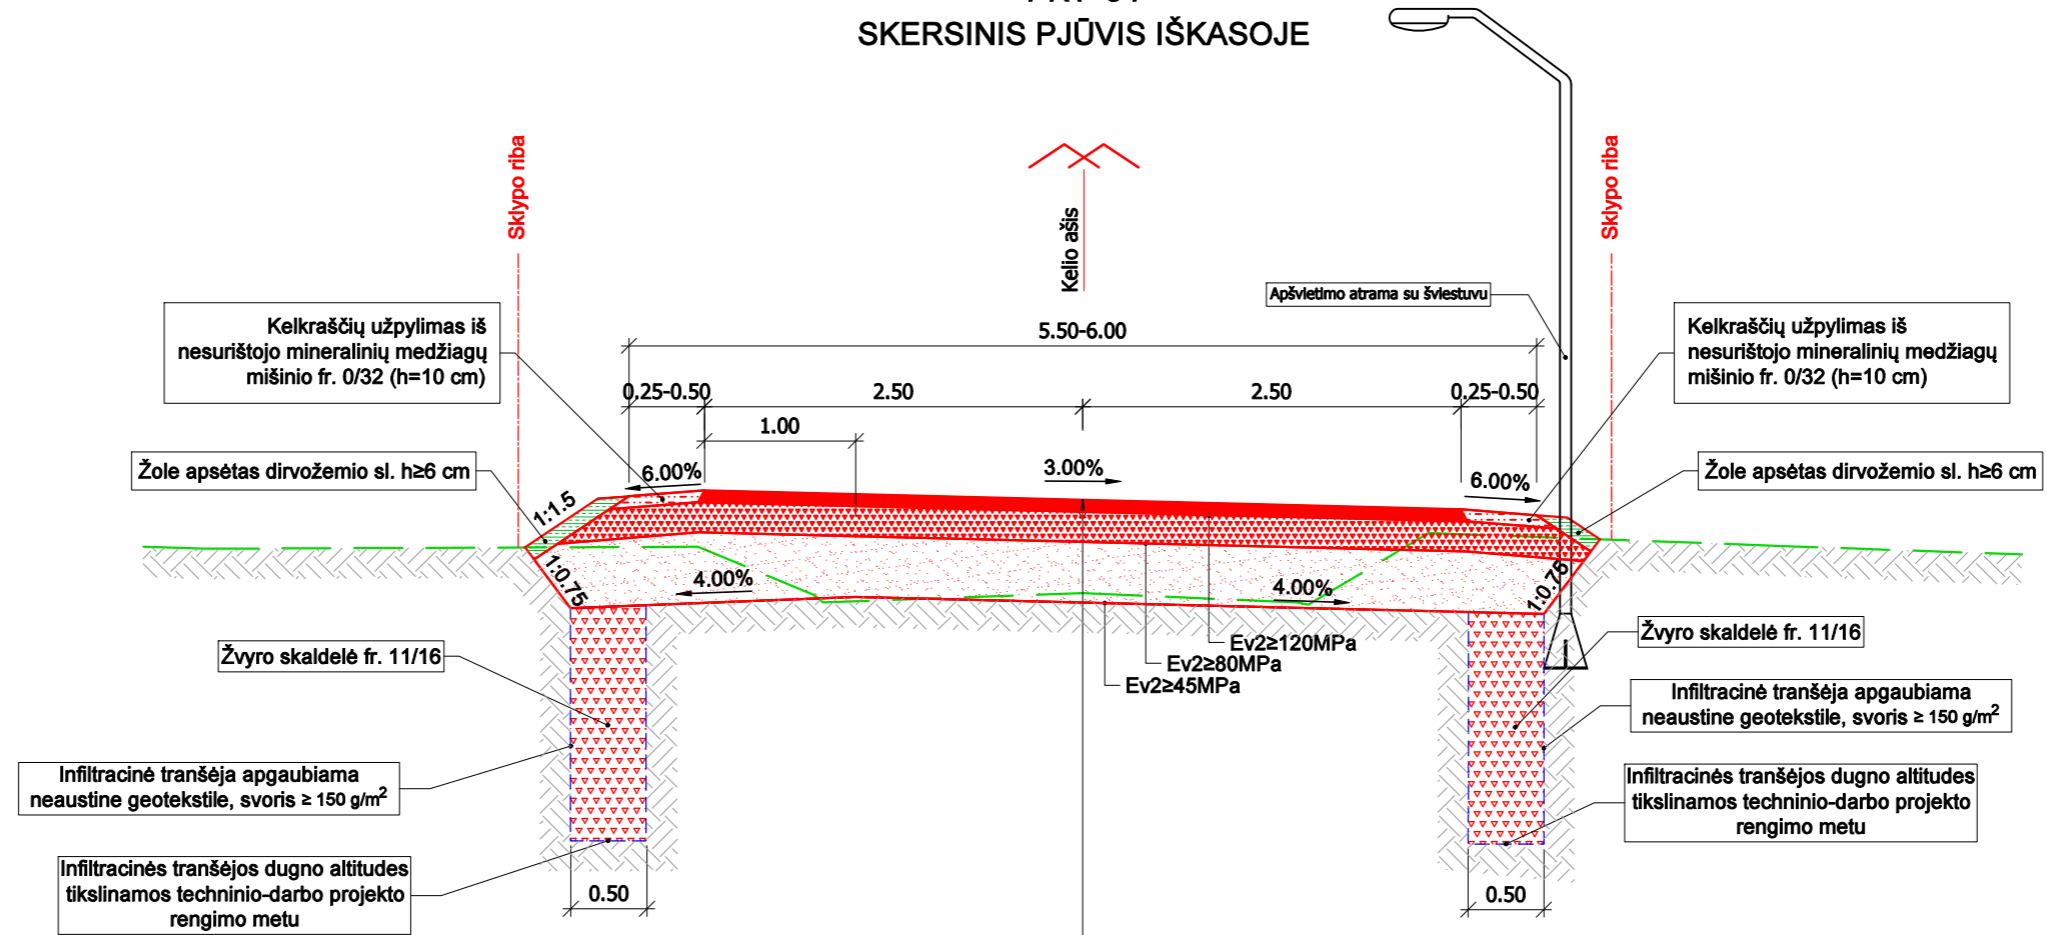 SKERSINIS PJŪVIS IŠKASOJE
Sklypo riba
Kelio ašis
Sklypo riba
Apšvietimo atrama su šviestuvu
Kelkraščių užpylimas iš
nesurištojo mineralinių medžiagų
mišinio fr. 0/32 (h=10 cm)
5.50-6.00
Kelkraščių užpylimas iš
nesurištojo mineralinių medžiagų
mišinio fr. 0/32 (h=10 cm)
0.25-0.50
2.50
2.50
0.25-0.50
1.00
Žole apsėtas dirvožemio sl. h≥6 cm
6.00%
3.00%
6.00%
Žole apsėtas dirvožemio sl. h≥6 cm
1:1.5
1:0.75
4.00%
4.00%
1:0.75
Ev2≥120MPa
Ev2≥80MPa
Ev2≥45MPa
Žvyro skaldelė fr. 11/16
Žvyro skaldelė fr. 11/16
Infiltracinė tranšėja apgaubiama
neaustine geotekstile, svoris ≥ 150 g/m²
Infiltracinė tranšėja apgaubiama
neaustine geotekstile, svoris ≥ 150 g/m²
Infiltracinės tranšėjos dugno altitudes
tikslinamos techninio-darbo projekto
rengimo metu
Infiltracinės tranšėjos dugno altitudes
tikslinamos techninio-darbo projekto
rengimo metu
0.50
0.50